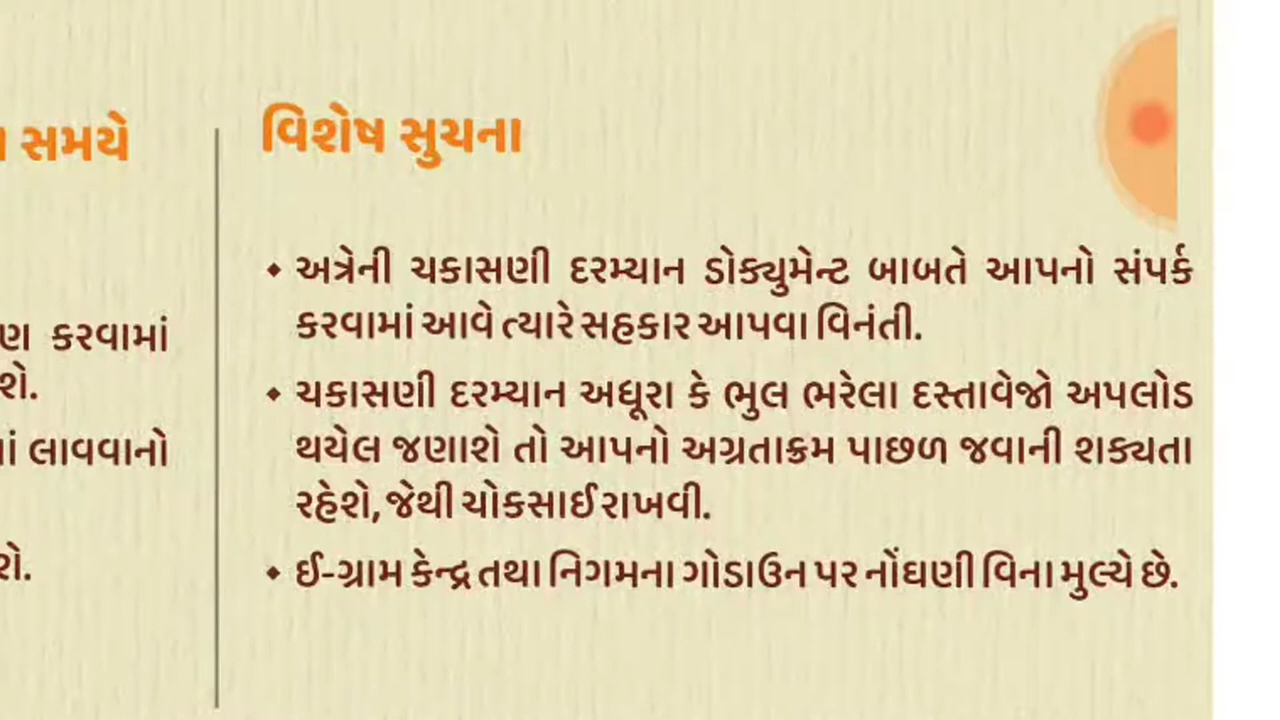 સમયે
કરવામાં
શે.
લાવવાનો
શે.
વિશેષ સુચના
અત્રેની ચકાસણી દરમ્યાન ડોક્યુમેન્ટ બાબતે આપનો સંપર્ક
કરવામાં આવે ત્યારે સહકાર આપવા વિનંતી.
ચકાસણી દરમ્યાન અધૂરા કે ભુલ ભરેલા દસ્તાવેજો અપલોડ
થયેલ જણાશે તો આપનો અગ્રતાક્રમ પાછળ જવાની શક્યતા
રહેશે, જેથી ચોકસાઈ રાખવી.
ઈ-ગ્રામ કેન્દ્ર તથા નિગમના ગોડાઉન પર નોંઘણી વિના મુલ્યે છે.